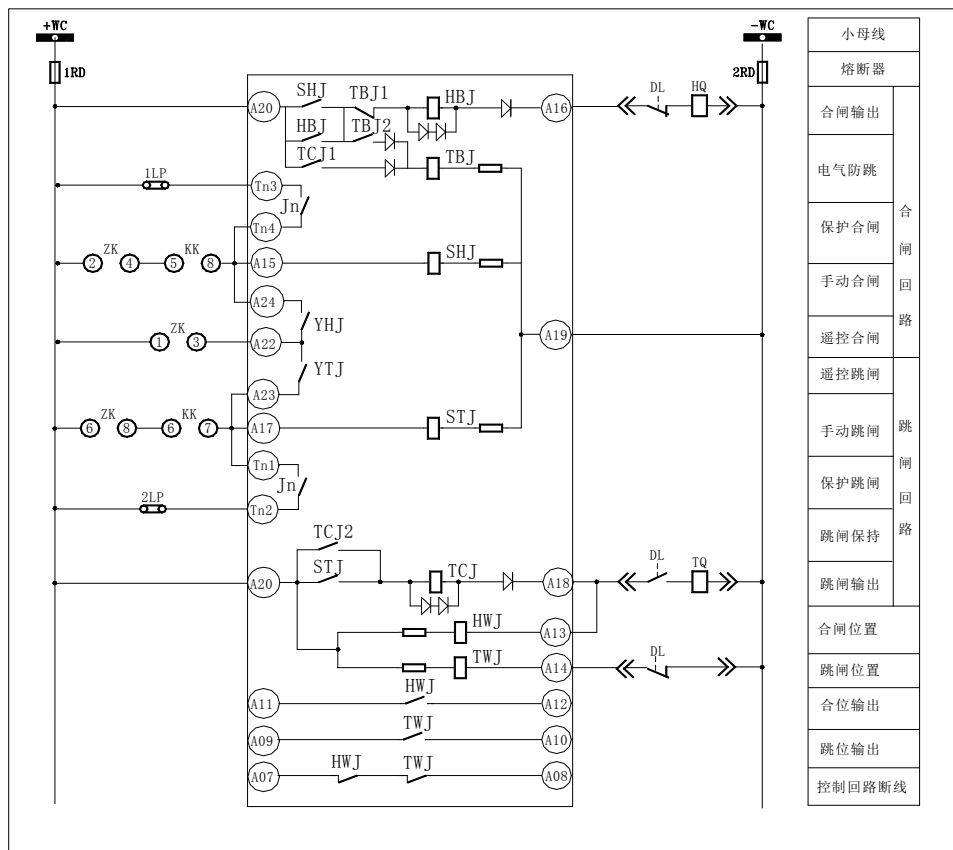 +WC
-WC
1RD
2RD
A20
SHJ
TBJ1
HBJ
A16
DL
HQ
HBJ
TBJ2
TCJ1
TBJ
1LP
Tn3
Jn
Tn4
2
ZK
4
5
KK
8
A15
SHJ
A24
YHJ
1
ZK
3
A22
A19
YTJ
A23
6
ZK
8
6
KK
7
A17
STJ
Tn1
Jn
2LP
Tn2
TCJ2
STJ
A20
TCJ
A18
DL
TQ
HWJ
A13
TWJ
A14
DL
A11
HWJ
A12
A09
TWJ
A10
A07
HWJ
TWJ
A08
小母线
熔断器
合闸输出
电气防跳
保护合闸
手动合闸
遥控合闸
合闸回路
遥控跳闸
手动跳闸
保护跳闸
跳闸保持
跳闸输出
跳闸回路
合闸位置
跳闸位置
合位输出
跳位输出
控制回路断线